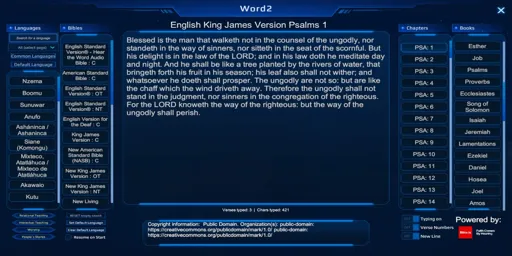 Word2
Languages
Bibles
English King James Version Psalms 1
Chapters
Books
Search for a language
All (select page)
Common Languages
Default Language
Nzema
Boomu
Sunuwar
Anufo
Asháninca / Ashaninca
Siane (Komongu)
Mixteco, Atatláhuca / Mixteco de Atatláhuca
Akawaio
Kutu
English Standard Version® - Hear the Word Audio Bible : C
American Standard Bible : C
English Standard Version® : OT
English Standard Version® : NT
English Version for the Deaf : C
King James Version : C
New American Standard Bible (NASB) : C
New King James Version : OT
New King James Version : NT
New Living
Blessed is the man that walketh not in the counsel of the ungodly, nor
standeth in the way of sinners, nor sitteth in the seat of the scornful. But
his delight is in the law of the LORD; and in his law doth he meditate day
and night. And he shall be like a tree planted by the rivers of water, that
bringeth forth his fruit in his season; his leaf also shall not wither; and
whatsoever he doeth shall prosper. The ungodly are not so: but are like
the chaff which the wind driveth away. Therefore the ungodly shall not
stand in the judgment, nor sinners in the congregation of the righteous.
For the LORD knoweth the way of the righteous: but the way of the
ungodly shall perish.
PSA: 1
PSA: 2
PSA: 3
PSA: 4
PSA: 5
PSA: 6
PSA: 7
PSA: 8
PSA: 9
PSA: 10
PSA: 11
PSA: 12
PSA: 13
PSA: 14
Esther
Job
Psalms
Proverbs
Ecclesiastes
Song of Solomon
Isaiah
Jeremiah
Lamentations
Ezekiel
Daniel
Hosea
Joel
Amos
Verses typed: 3 | Chars typed: 421
Copyright information: Public Domain. Organization(s): public-domain:
https://creativecommons.org/publicdomain/mark/1.0/ public-domain:
https://creativecommons.org/publicdomain/mark/1.0/
Set Default Language
Clear Default Language
Resume on Start
Typing on
Verse Numbers
New Line
Powered by:
Faith Comes By Hearing